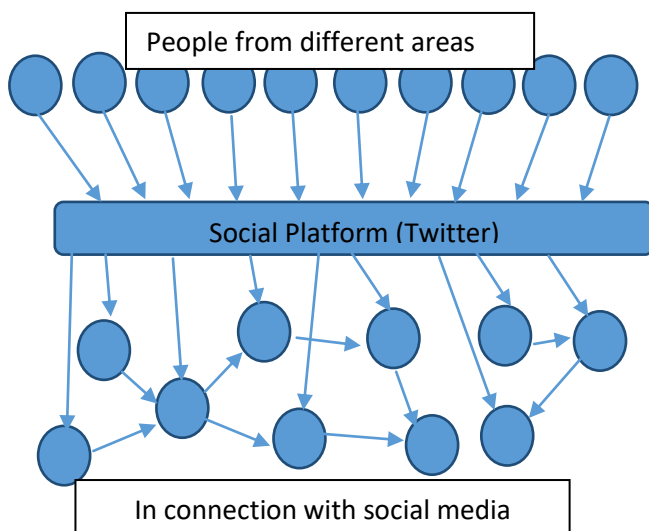 People from different areas
Social Platform (Twitter)
In connection with social media